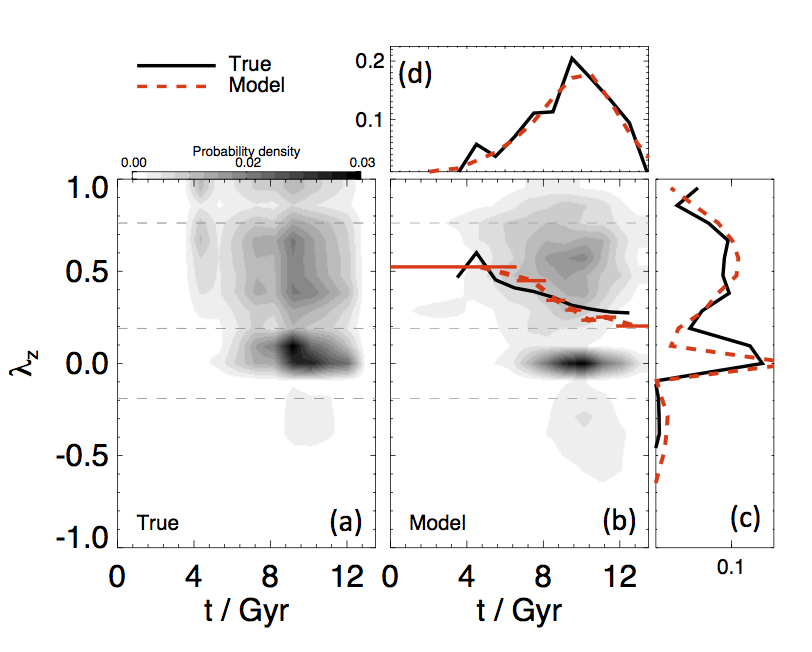 True
Model
(d)
0.2
0.1
Probability density
0.00 0.02 0.03
1.0
0.5
0.0
-0.5
-1.0
λz
True
(a)
Model
(b)
(c)
0 4 8 12
0 4 8 12
0.1
t / Gyr
t / Gyr